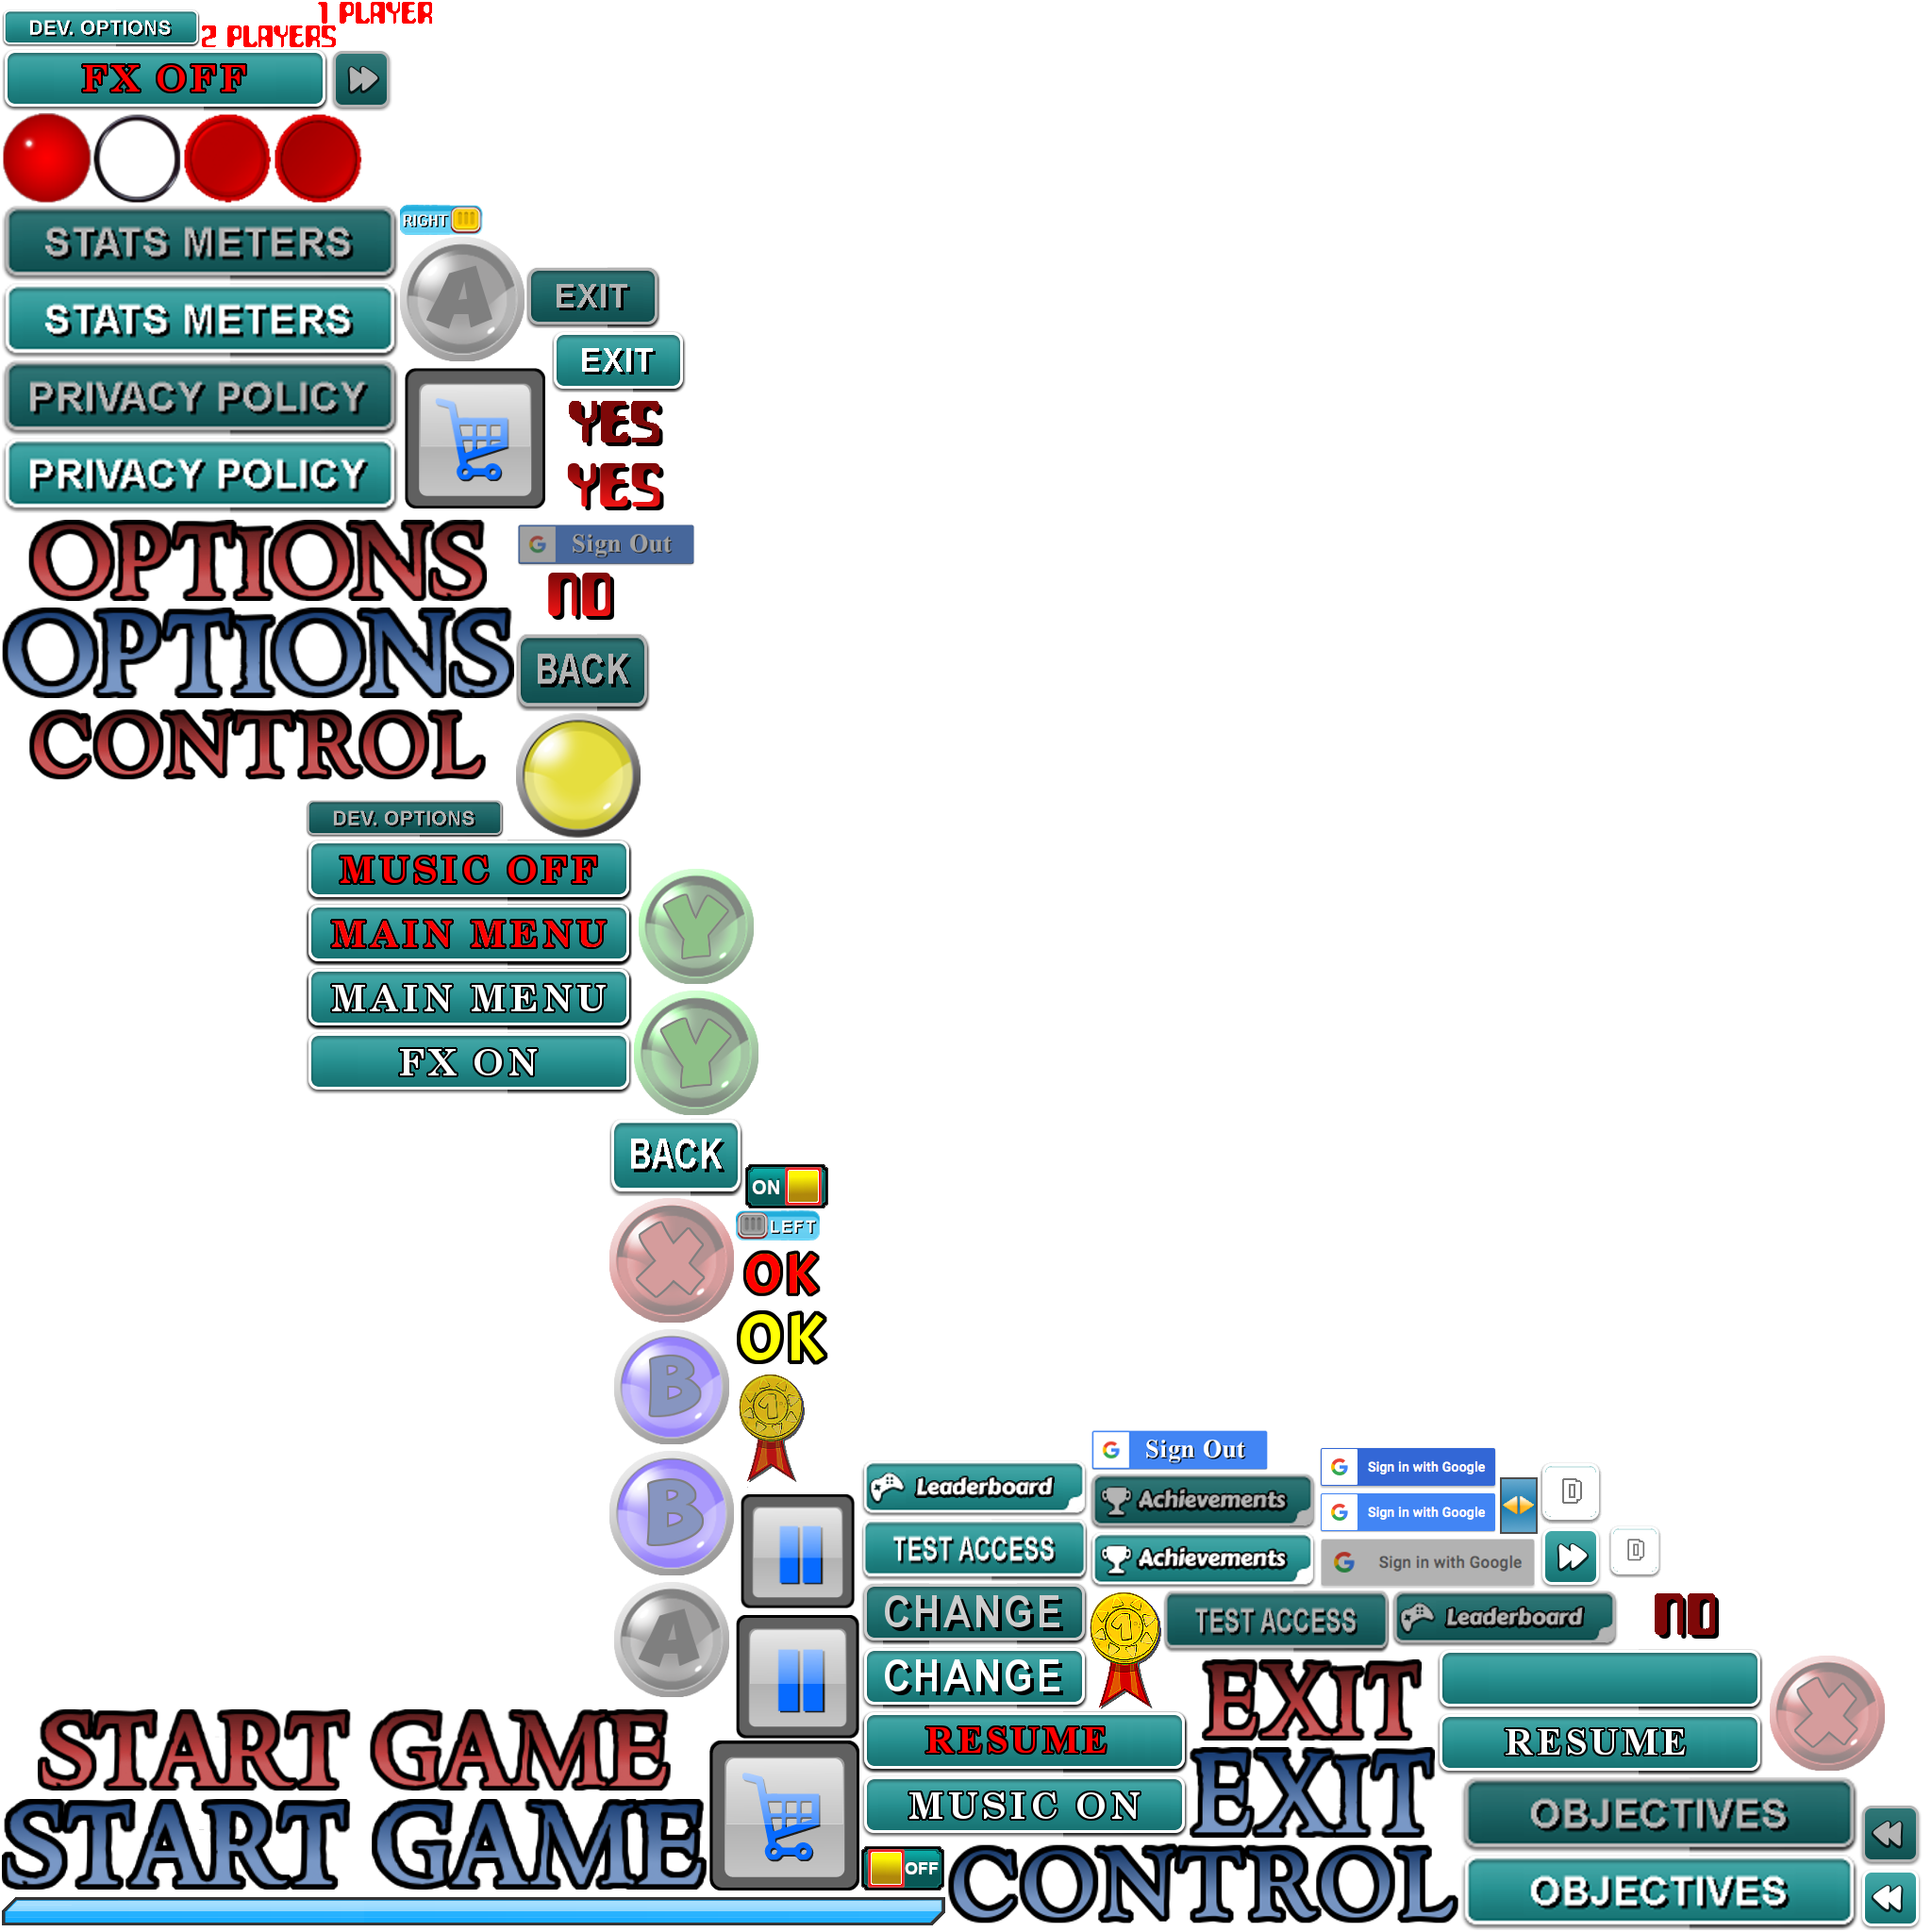 1 PLAYER
DEV. OPTIONS
2 PLAYERS
FX OFF
STATS METERS
RIGHT
A
EXIT
STATS METERS
EXIT
PRIVACY POLICY
YES
PRIVACY POLICY
YES
OPTIONS
G Sign Out
NO
OPTIONS
BACK
CONTROL
DEV. OPTIONS
MUSIC OFF
MAIN MENU
Y
MAIN MENU
FX ON
Y
BACK
ON
LEFT
X
OK
OK
B
1
B
G Sign Out
G Sign in with Google
Leaderboard
Achievements
D
G Sign in with Google
TEST ACCESS
Achievements
G Sign in with Google
D
A
CHANGE
1
TEST ACCESS
Leaderboard
NO
CHANGE
EXIT
X
START GAME
RESUME
RESUME
START GAME
MUSIC ON
EXIT
OBJECTIVES
OFF
CONTROL
OBJECTIVES